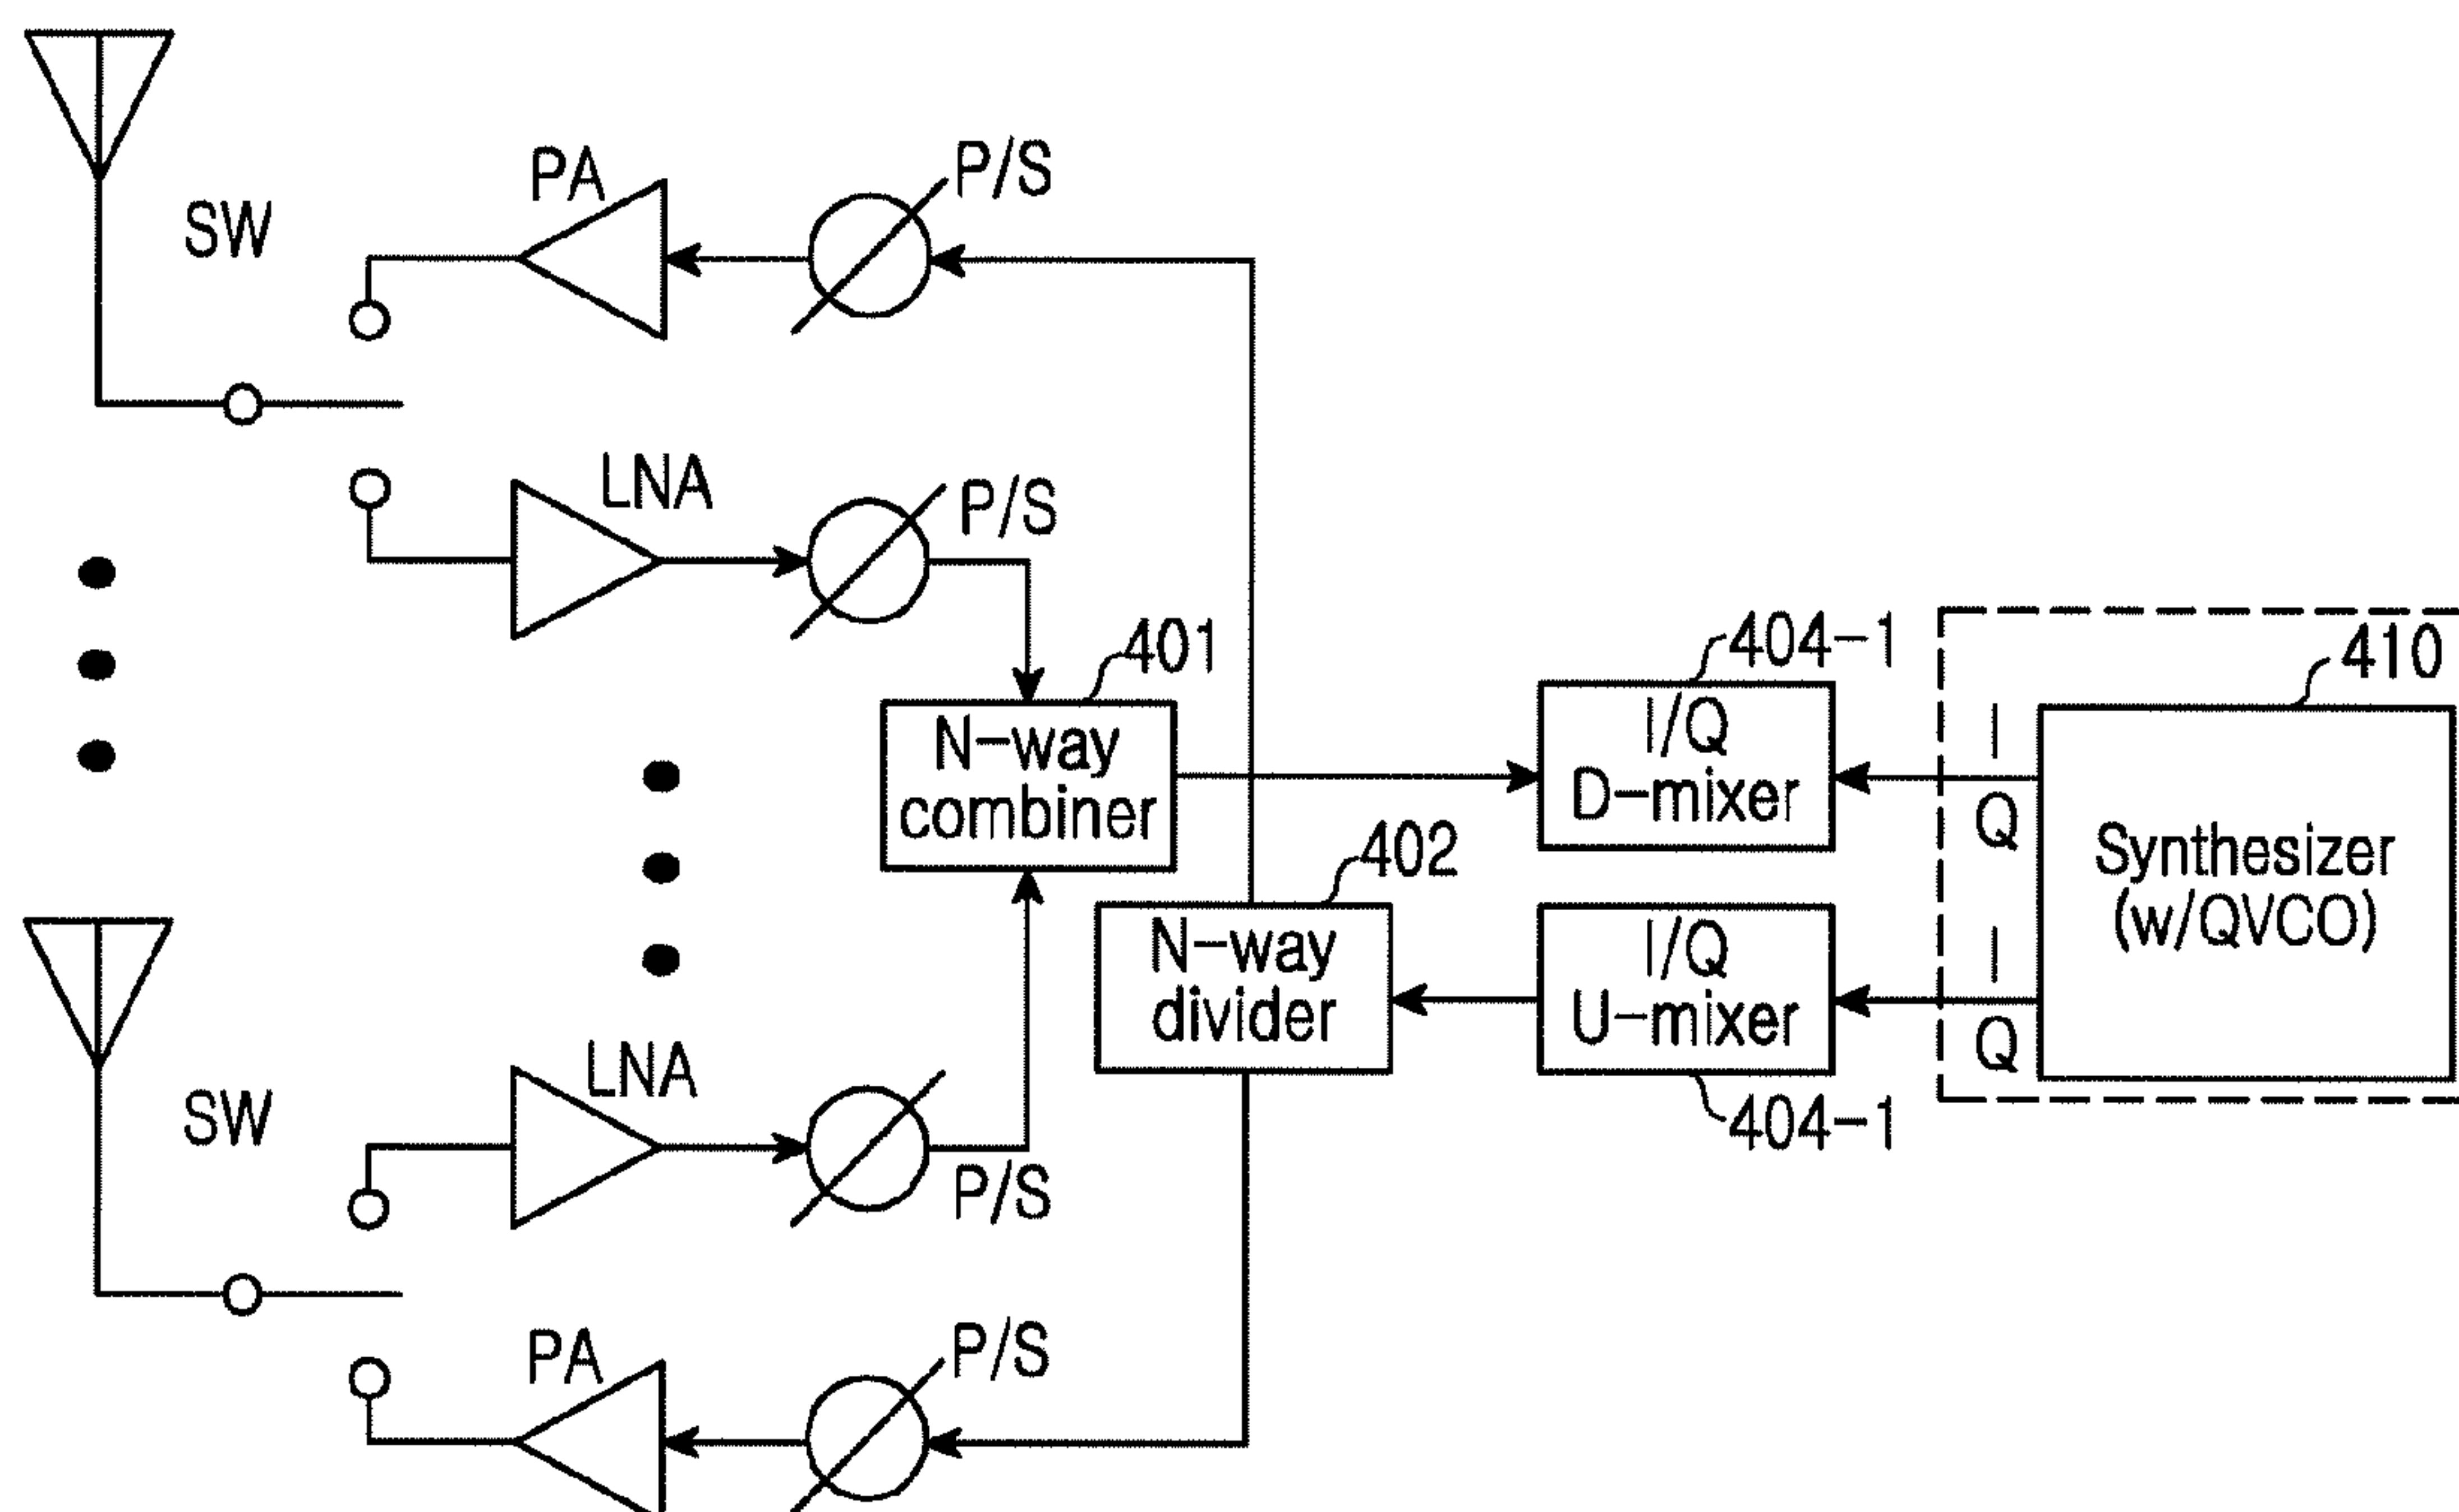 PA
P/S
SW
LNA
P/S
401
N-way
combiner
404-1
I/Q
D-mixer
I
Q
410
Synthesizer
(w/QVCO)
402
N-way
divider
I/Q
U-mixer
I
Q
404-1
LNA
SW
P/S
PA
P/S